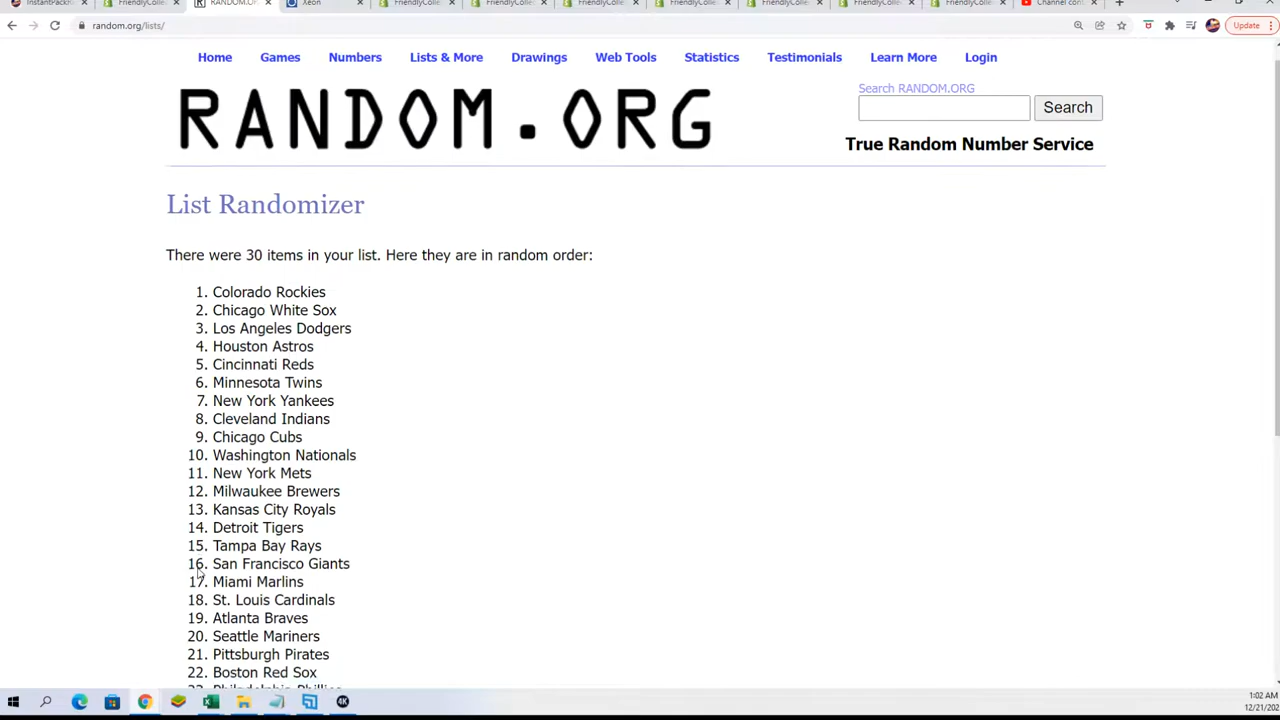 InstantPack
FriendlyColle
RANDOM.OR
Xeon
FriendlyColle
FriendlyColle
FriendlyColle
FriendlyColle
FriendlyColle
FriendlyColle
FriendlyColle
Channel con
random.org/lists/
Update
Home Games Numbers Lists & More Drawings Web Tools Statistics Testimonials Learn More Login
RANDOM.ORG
Search RANDOM.ORG
Search
True Random Number Service
List Randomizer
There were 30 items in your list. Here they are in random order:
1. Colorado Rockies
2. Chicago White Sox
3. Los Angeles Dodgers
4. Houston Astros
5. Cincinnati Reds
6. Minnesota Twins
7. New York Yankees
8. Cleveland Indians
9. Chicago Cubs
10. Washington Nationals
11. New York Mets
12. Milwaukee Brewers
13. Kansas City Royals
14. Detroit Tigers
15. Tampa Bay Rays
16. San Francisco Giants
17. Miami Marlins
18. St. Louis Cardinals
19. Atlanta Braves
20. Seattle Mariners
21. Pittsburgh Pirates
22. Boston Red Sox
23. Philadelphia Phillies
4K
1:02 AM
12/21/202